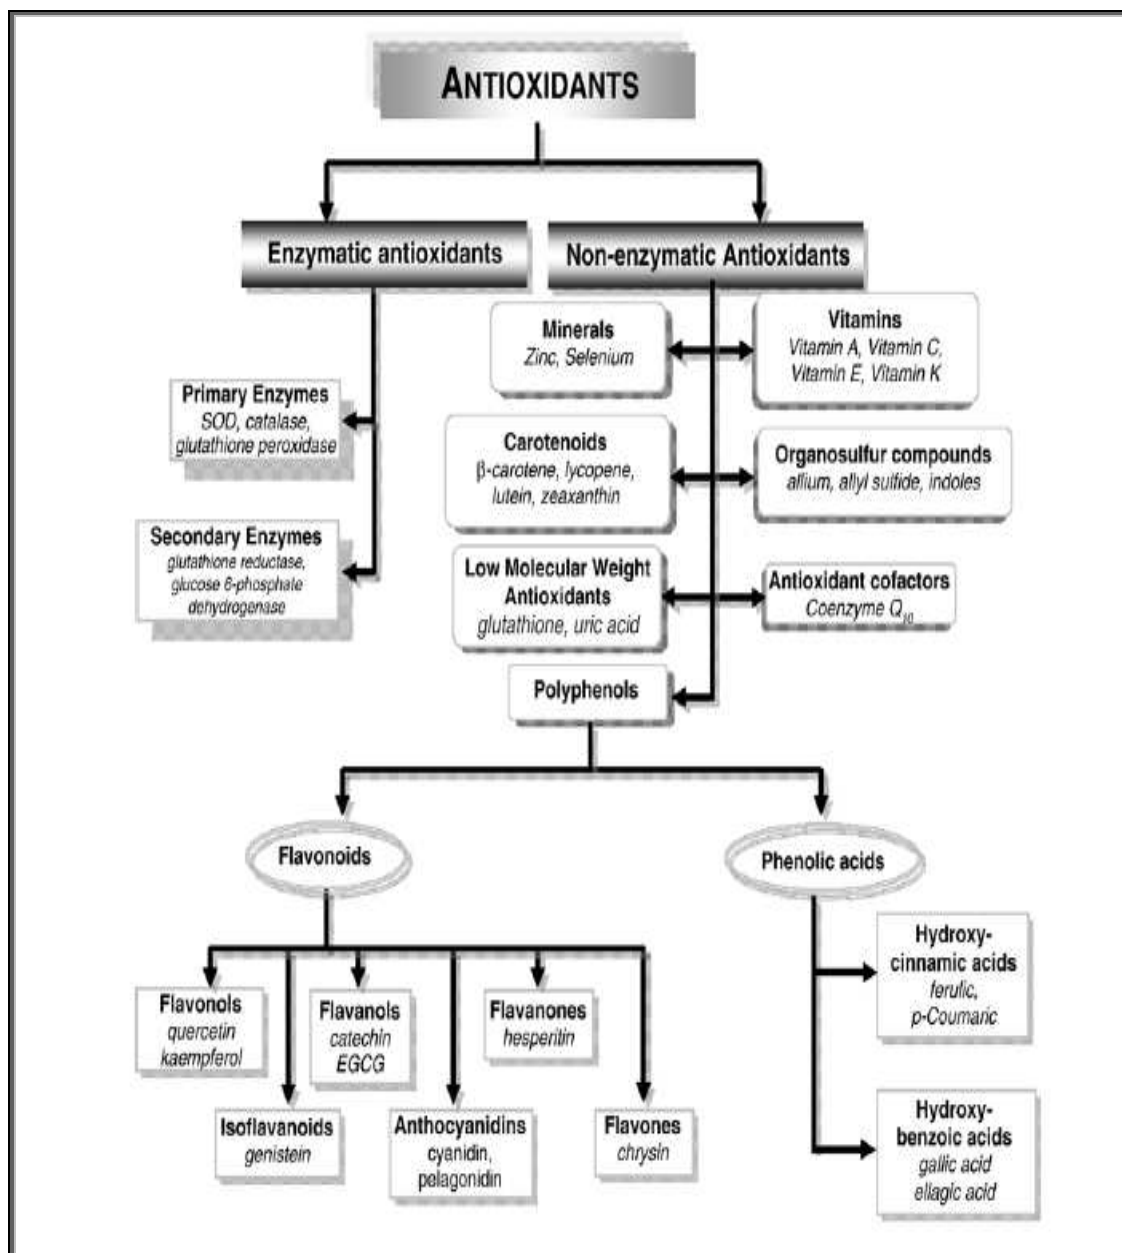 ANTIOXIDANTS
Enzymatic antioxidants
Non-enzymatic Antioxidants
Minerals
Zinc, Selenium
Vitamins
Vitamin A, Vitamin C,
Vitamin E, Vitamin K
Primary Enzymes
SOD, catalase,
glutathione peroxidase
Carotenoids
β-carotene, lycopene,
lutein, zeaxanthin
Organosulfur compounds
allium, allyl sulfide, indoles
Secondary Enzymes
glutathione reductase,
glucose 6-phosphate
dehydrogenase
Low Molecular Weight
Antioxidants
glutathione, uric acid
Antioxidant cofactors
Coenzyme Q10
Polyphenols
Flavonoids
Phenolic acids
Flavonols
quercetin
kaempferol
Flavanols
catechin
EGCG
Flavanones
hesperitin
Hydroxy-
cinnamic acids
ferulic,
p-Coumaric
Isoflavanoids
genistein
Anthocyanidins
cyanidin,
pelagonidin
Flavones
chrysin
Hydroxy-
benzoic acids
gallic acid
ellagic acid